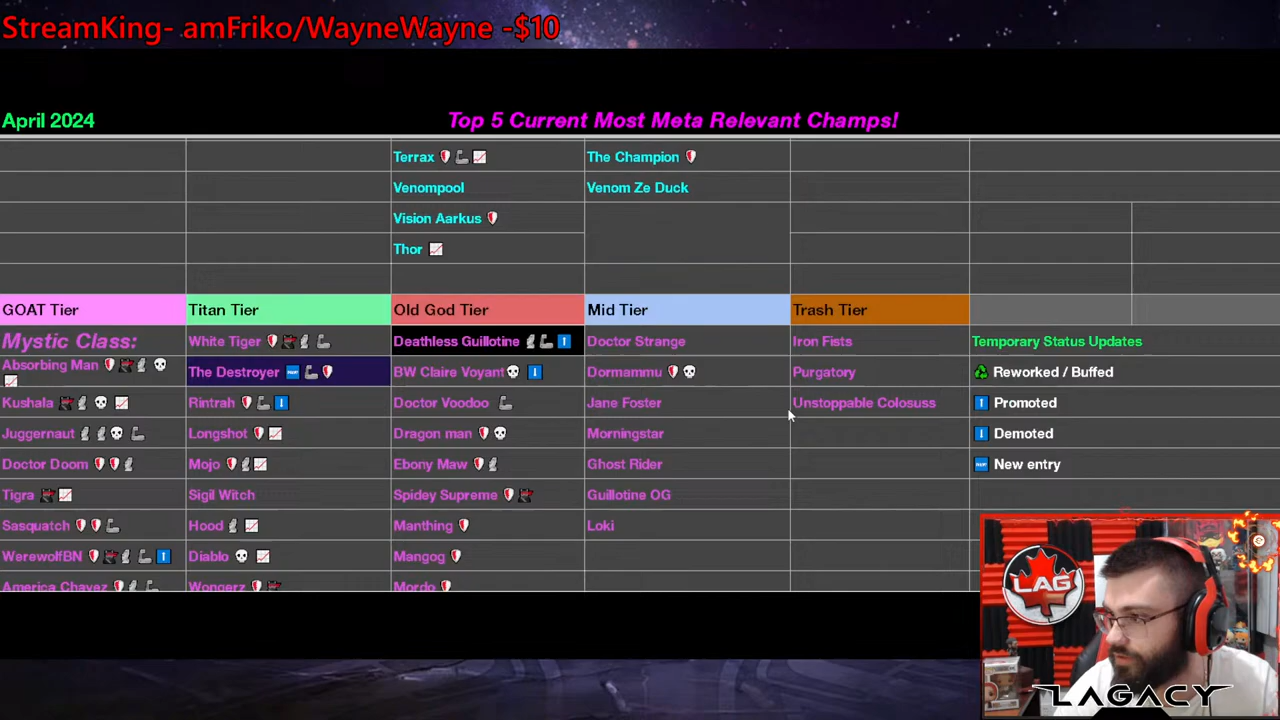 StreamKing- amFriko/WayneWayne -$10
April 2024 Top 5 Current Most Meta Relevant Champs!
Terrax The Champion
Venompool Venom Ze Duck
Vision Aarkus
Thor
GOAT Tier Titan Tier Old God Tier Mid Tier Trash Tier
Mystic Class: White Tiger Deathless Guillotine Doctor Strange Iron Fists Temporary Status Updates
Absorbing Man The Destroyer BW Claire Voyant Dormammu Purgatory Reworked / Buffed
Kushala Rintrah Doctor Voodoo Jane Foster Unstoppable Colosuss Promoted
Juggernaut Longshot Dragon man Morningstar Demoted
Doctor Doom Mojo Ebony Maw Ghost Rider New entry
Tigra Sigil Witch Spidey Supreme Guillotine OG
Sasquatch Hood Manthing Loki
WerewolfBN Diablo Mangog
America Chavez Wongerz Mordo
LAG
LAGACY